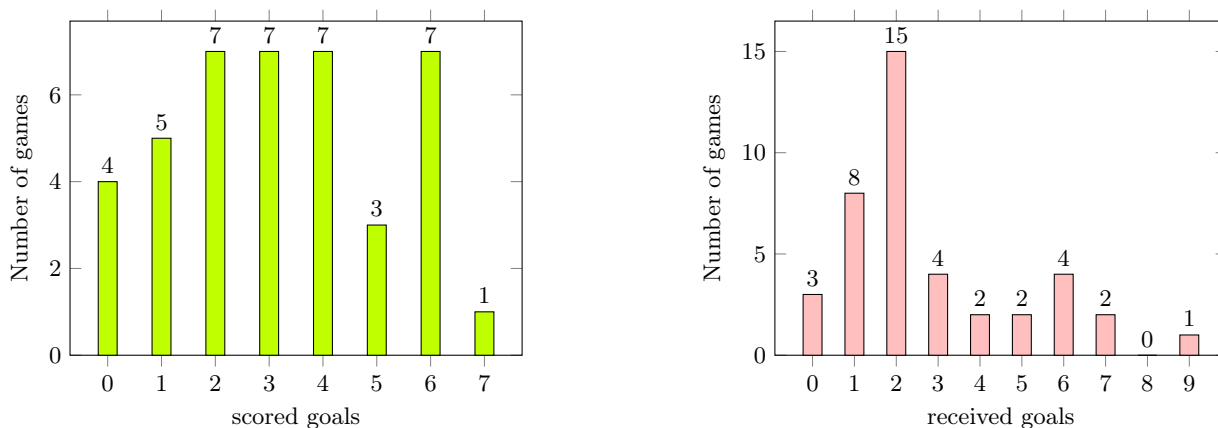 7 7 7 7
5
4
3
1
6
4
2
0
Number of games
0 1 2 3 4 5 6 7
scored goals
15
8
4 4
3
2 2 2
1
0
15
10
5
0
Number of games
0 1 2 3 4 5 6 7 8 9
received goals